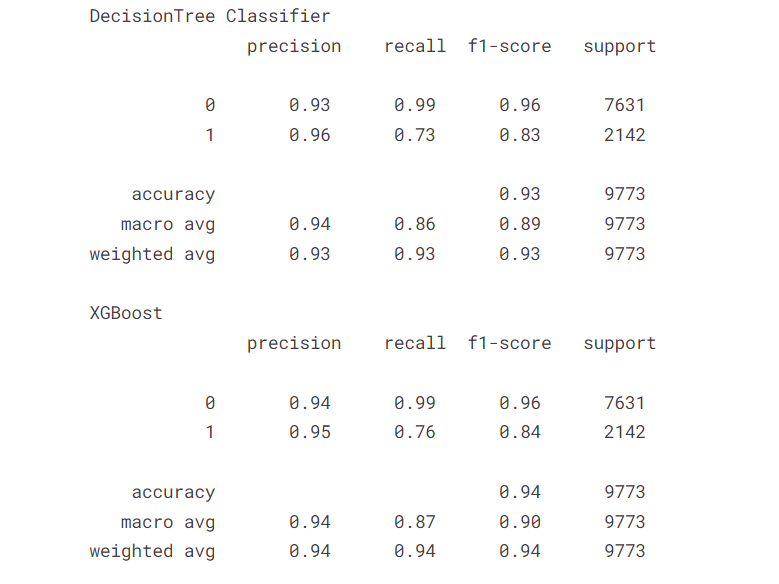 DecisionTree Classifier
precision recall f1-score support
0 0.93 0.99 0.96 7631
1 0.96 0.73 0.83 2142
accuracy 0.93 9773
macro avg 0.94 0.86 0.89 9773
weighted avg 0.93 0.93 0.93 9773
XGBoost
precision recall f1-score support
0 0.94 0.99 0.96 7631
1 0.95 0.76 0.84 2142
accuracy 0.94 9773
macro avg 0.94 0.87 0.90 9773
weighted avg 0.94 0.94 0.94 9773